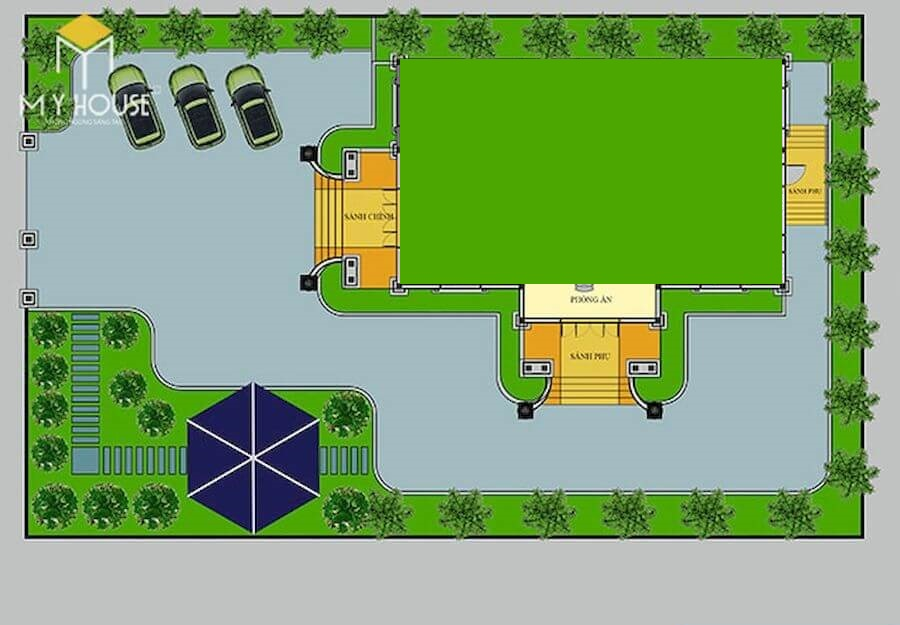 MY HOUSE
SẢNH CHÍNH
SẢNH PHỤ
PHÒNG ĂN
SẢNH PHỤ